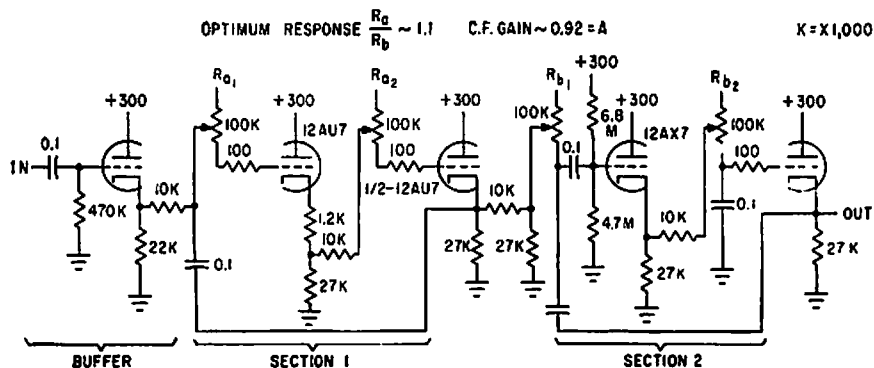 OPTIMUM RESPONSE Ra/Rb ~ 1.1 C.F. GAIN ~ 0.92 = A K = X1,000
Ra1 Ra2 Rb1 Rb2
+300 +300 +300 +300 +300 +300
100K 12AU7 100K 100K 6.8 M 12AX7 100K
0.1 100 100 0.1 100
IN 1/2-12AU7
470K 10K 1.2K 10K 10K 4.7M 10K 0.1 OUT
22K 0.1 27K 27K 27K 27K 27K
BUFFER SECTION 1 SECTION 2